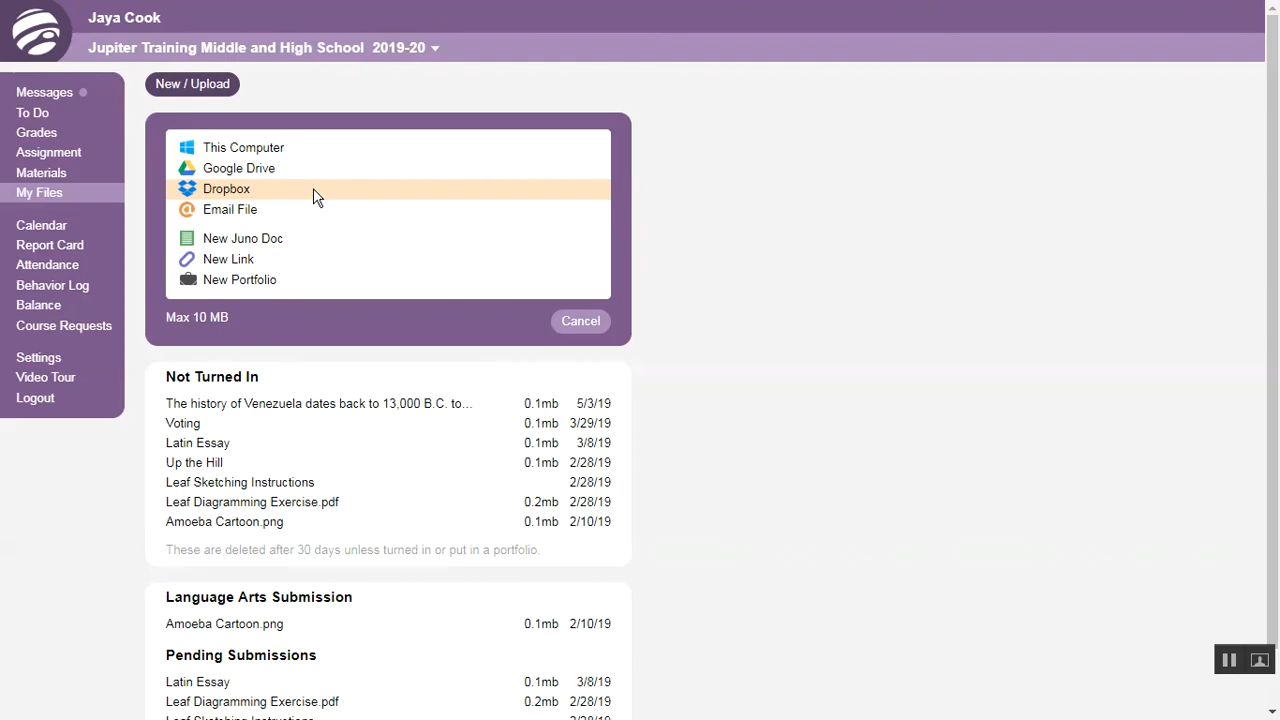 Jaya Cook
Jupiter Training Middle and High School 2019-20
Messages
To Do
Grades
Assignment
Materials
My Files
Calendar
Report Card
Attendance
Behavior Log
Balance
Course Requests
Settings
Video Tour
Logout
New / Upload
This Computer
Google Drive
Dropbox
Email File
New Juno Doc
New Link
New Portfolio
Max 10 MB
Cancel
Not Turned In
The history of Venezuela dates back to 13,000 B.C. to... 0.1mb 5/3/19
Voting 0.1mb 3/29/19
Latin Essay 0.1mb 3/8/19
Up the Hill 0.1mb 2/28/19
Leaf Sketching Instructions 2/28/19
Leaf Diagramming Exercise.pdf 0.2mb 2/28/19
Amoeba Cartoon.png 0.1mb 2/10/19
These are deleted after 30 days unless turned in or put in a portfolio.
Language Arts Submission
Amoeba Cartoon.png 0.1mb 2/10/19
Pending Submissions
Latin Essay 0.1mb 3/8/19
Leaf Diagramming Exercise.pdf 0.2mb 2/28/19